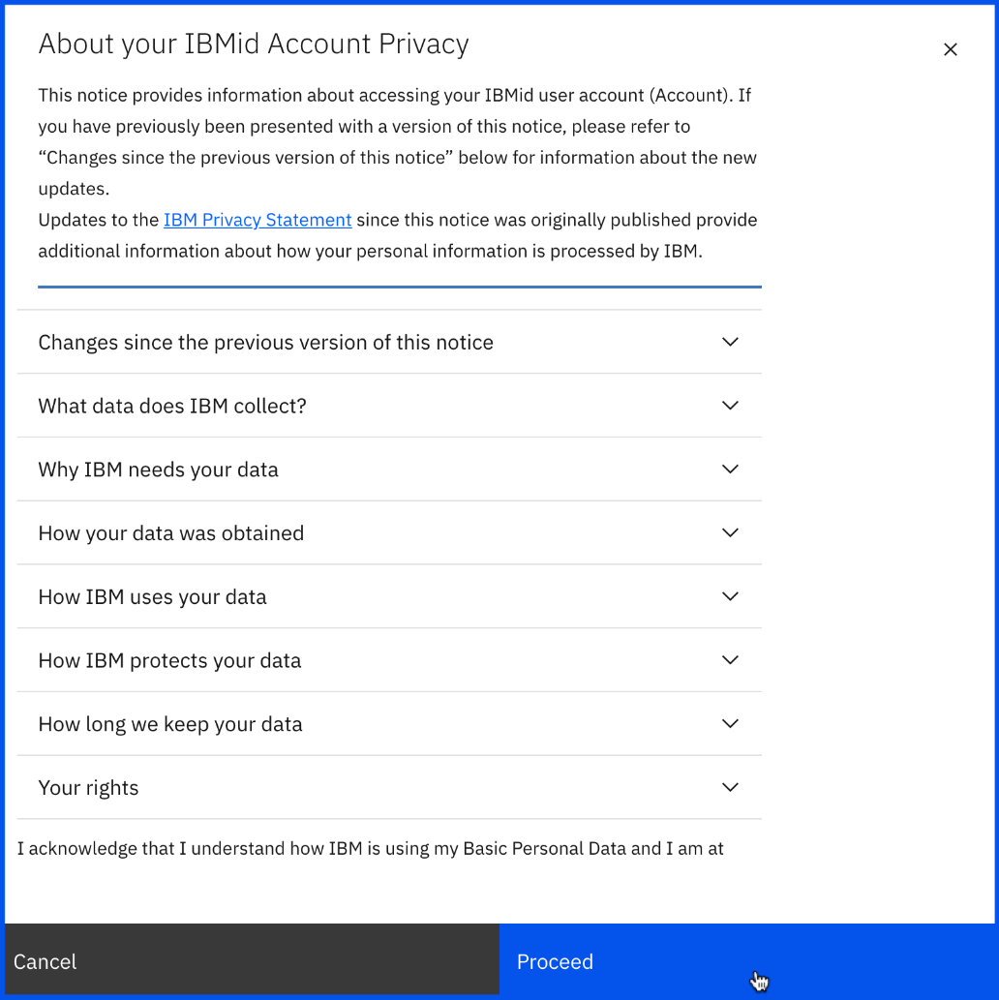 About your IBMid Account Privacy
This notice provides information about accessing your IBMid user account (Account). If
you have previously been presented with a version of this notice, please refer to
“Changes since the previous version of this notice” below for information about the new
updates.
Updates to the IBM Privacy Statement since this notice was originally published provide
additional information about how your personal information is processed by IBM.
Changes since the previous version of this notice
What data does IBM collect?
Why IBM needs your data
How your data was obtained
How IBM uses your data
How IBM protects your data
How long we keep your data
Your rights
I acknowledge that I understand how IBM is using my Basic Personal Data and I am at
Cancel
Proceed